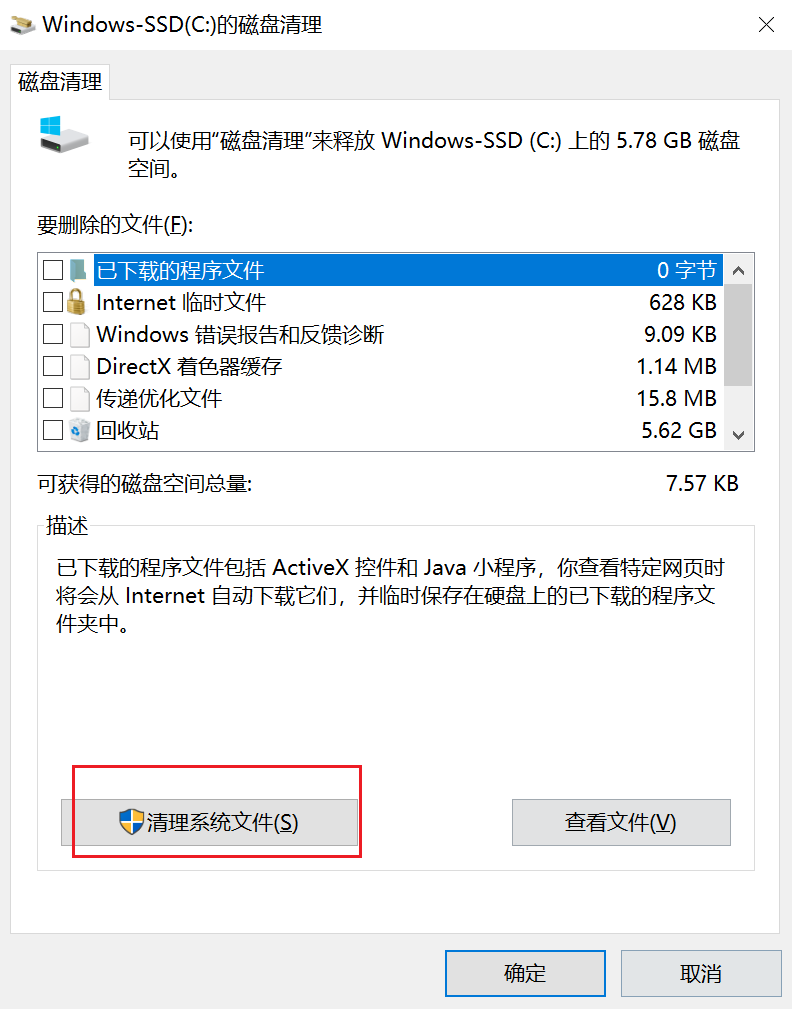 Windows-SSD(C:)的磁盘清理
磁盘清理
可以使用“磁盘清理”来释放 Windows-SSD (C:) 上的 5.78 GB 磁盘
空间。
要删除的文件(F):
已下载的程序文件 0 字节
Internet 临时文件 628 KB
Windows 错误报告和反馈诊断 9.09 KB
DirectX 着色器缓存 1.14 MB
传递优化文件 15.8 MB
回收站 5.62 GB
可获得的磁盘空间总量: 7.57 KB
描述
已下载的程序文件包括 ActiveX 控件和 Java 小程序，你查看特定网页时
将会从 Internet 自动下载它们，并临时保存在硬盘上的已下载的程序文
件夹中。
清理系统文件(S) 查看文件(V)
确定 取消